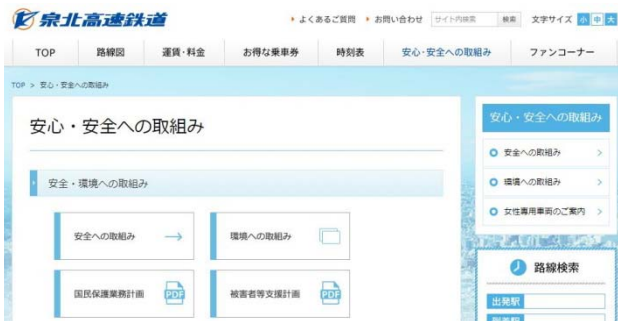 泉北高速鉄道
よくあるご質問 お問い合わせ サイト内検索 検索 文字サイズ 小 中 大
TOP 路線図 運賃・料金 お得な乗車券 時刻表 安心・安全への取組み ファンコーナー
TOP > 安心・安全への取組み
安心・安全への取組み
安全・環境への取組み
安全への取組み
環境への取組み
国民保護業務計画 PDF
被害者等支援計画 PDF
安心・安全への取組み
安全への取組み
環境への取組み
女性専用車両のご案内
路線検索
出発駅